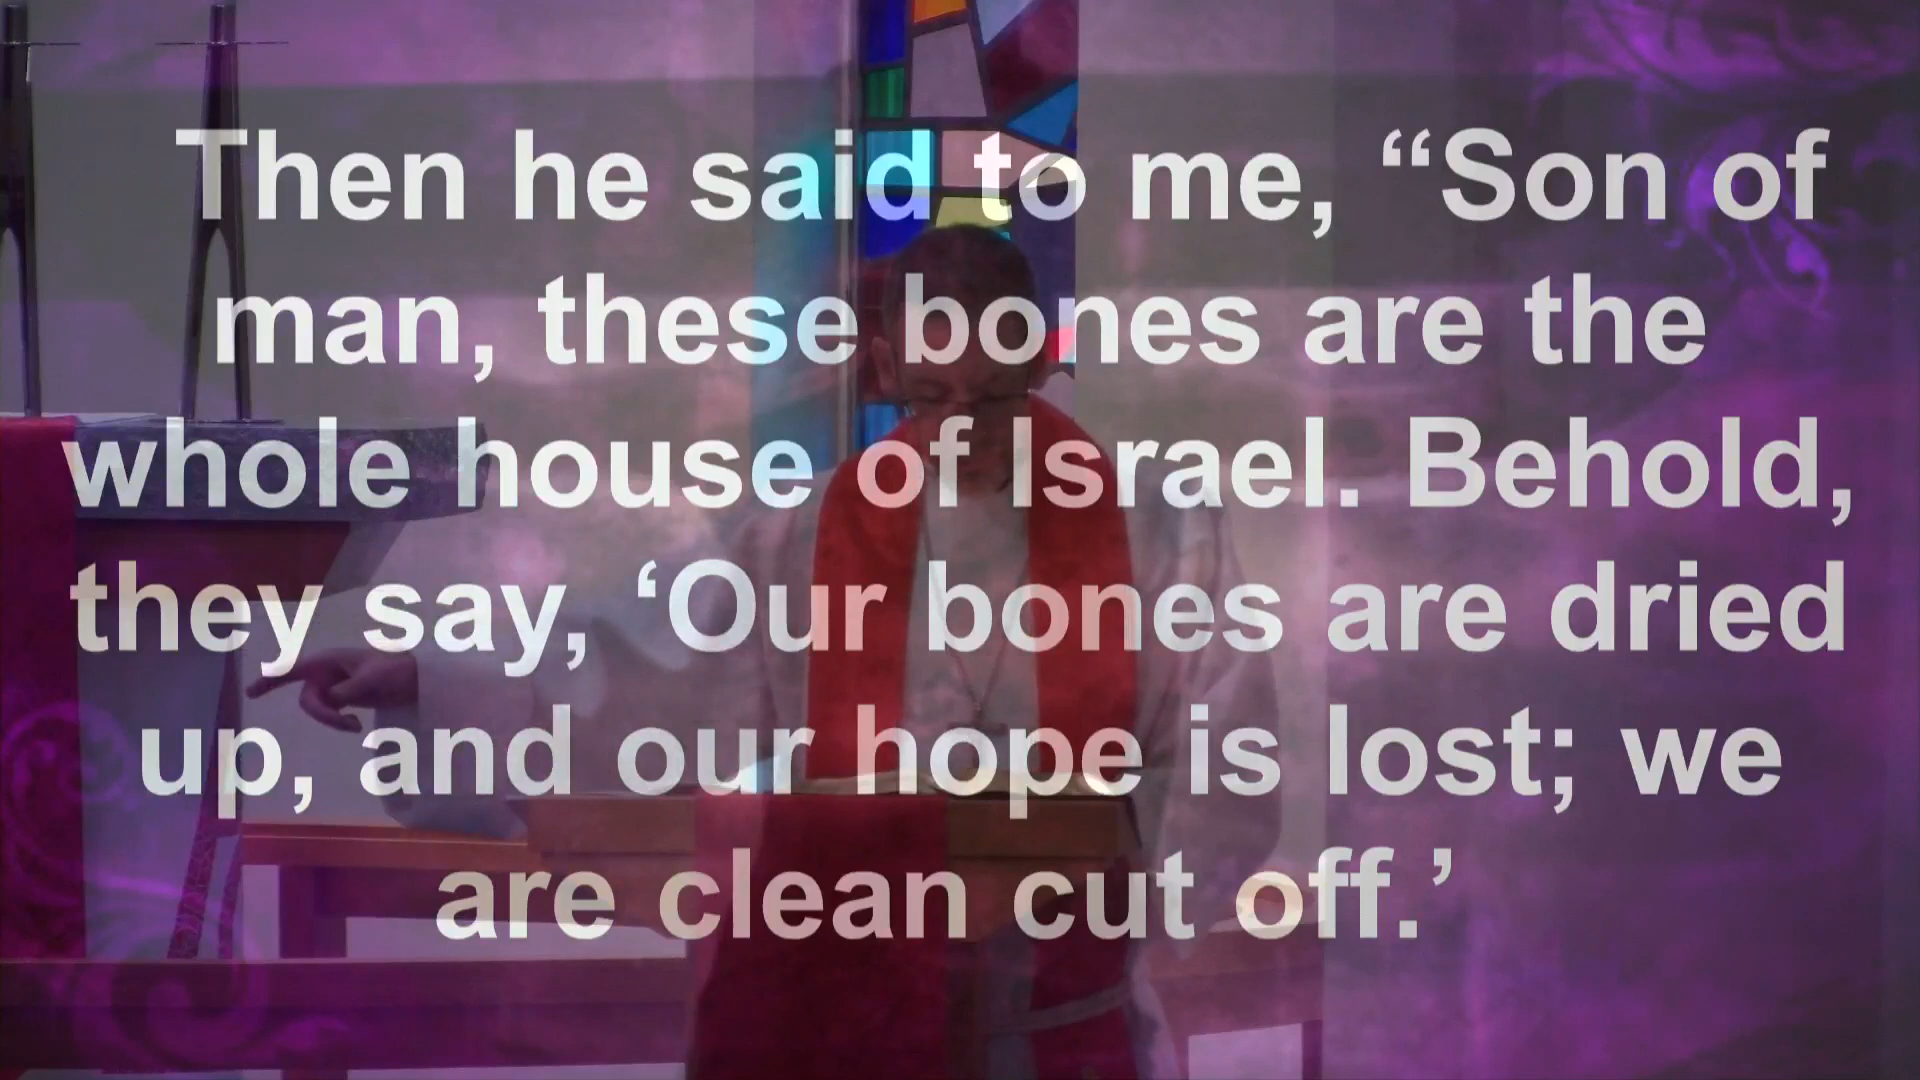 Then he said to me, “Son of
man, these bones are the
whole house of Israel. Behold,
they say, ‘Our bones are dried
up, and our hope is lost; we
are clean cut off.’